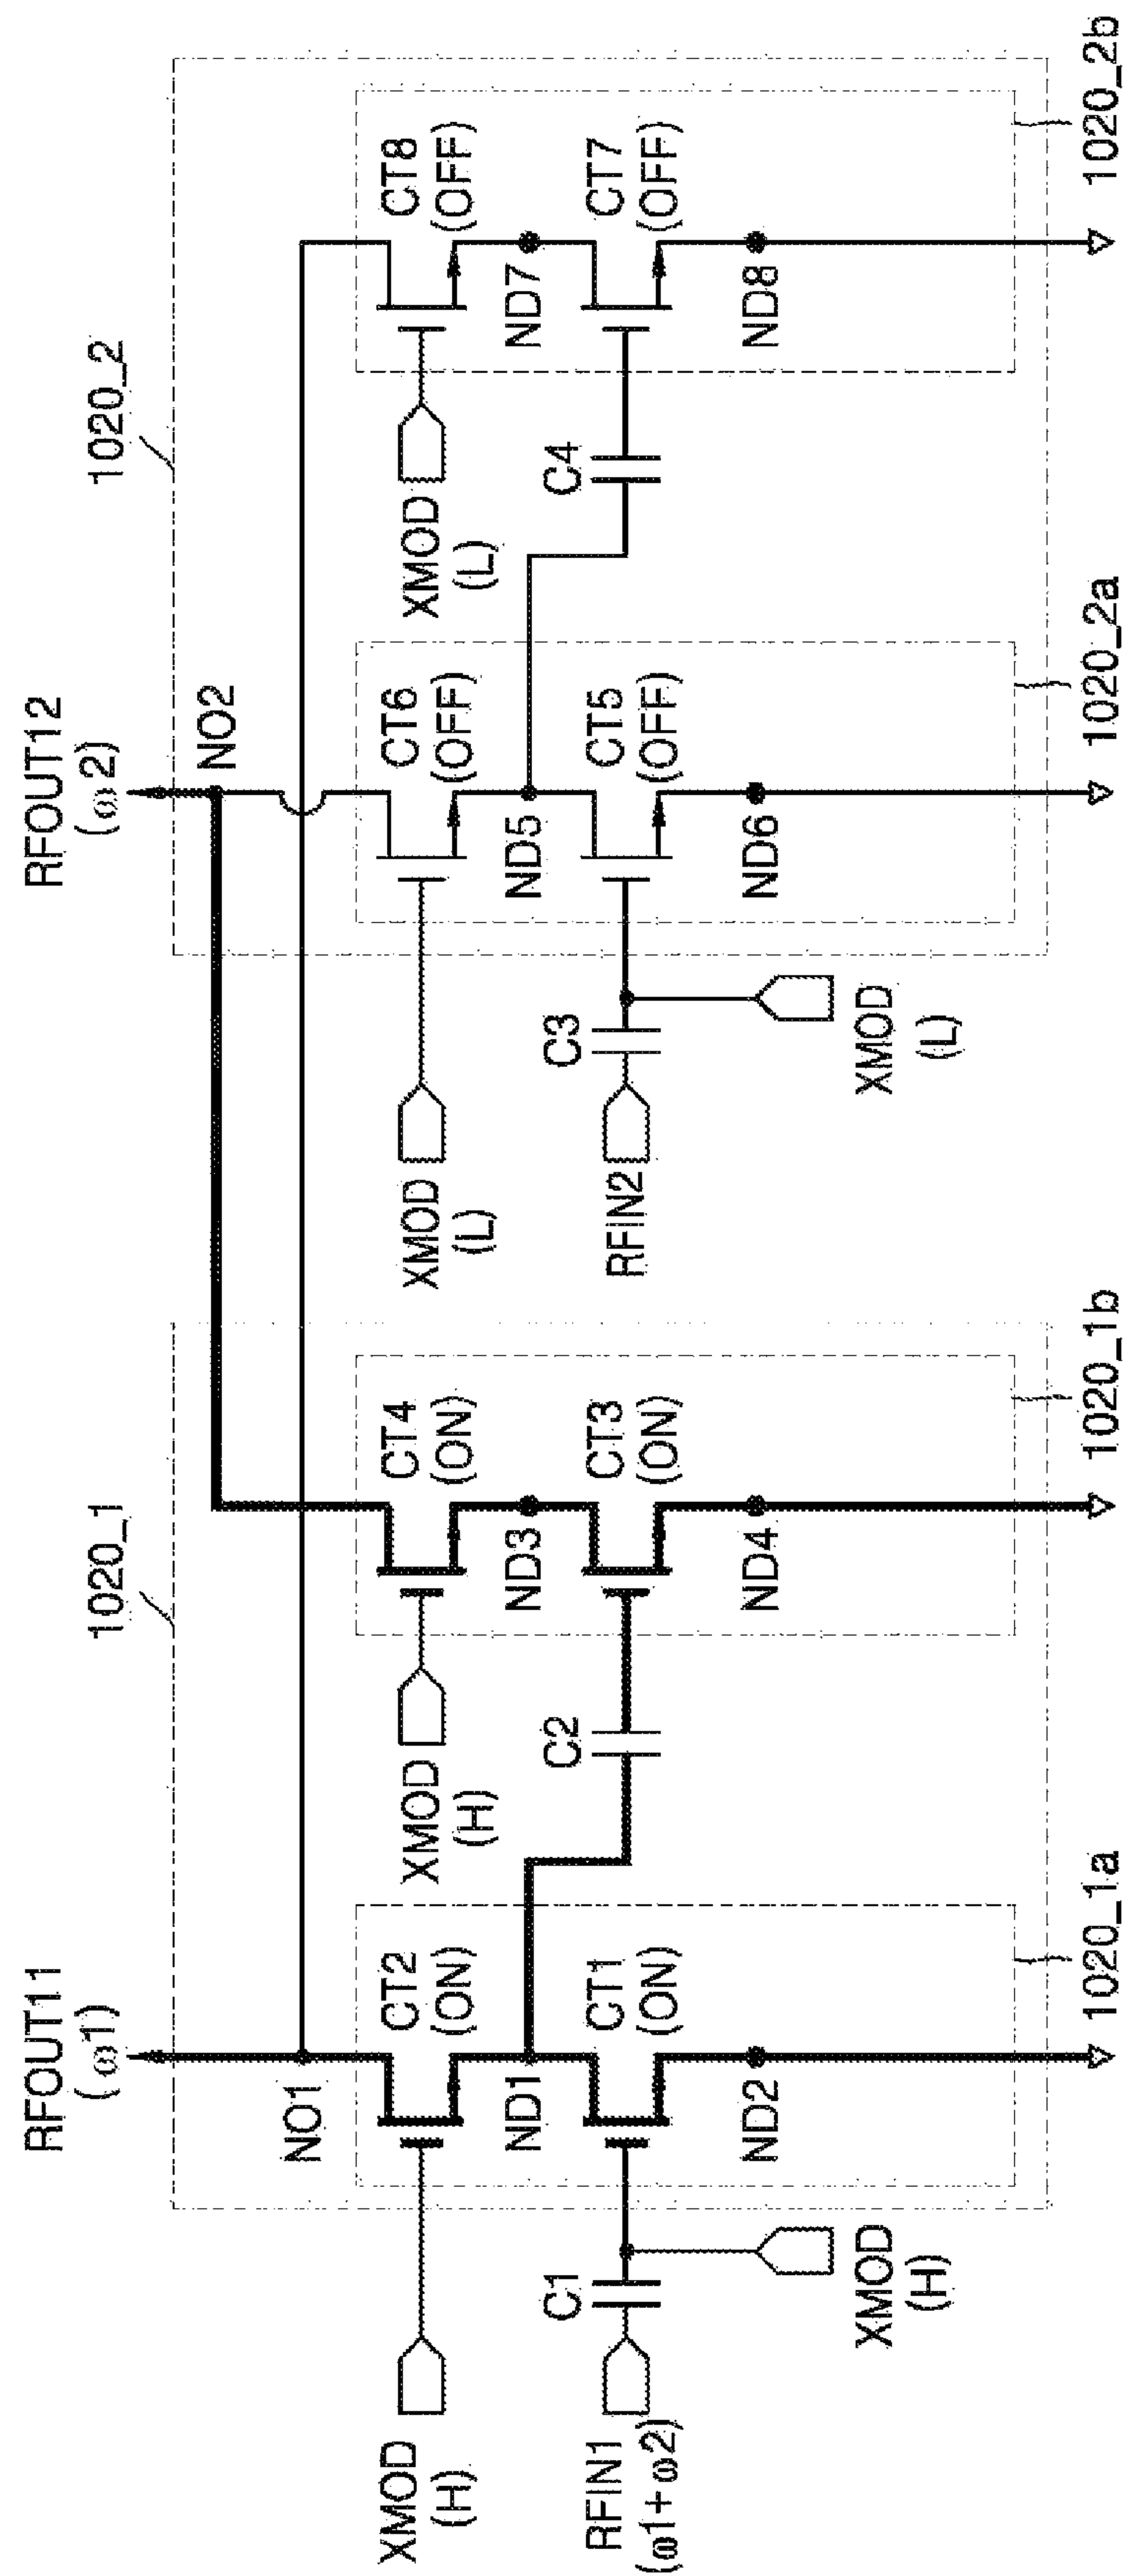 RFOUT11
(ω1)
RFOUT12
(ω2)
1020_1
1020_2
NO1
NO2
XMOD
(H)
CT2
(ON)
XMOD
(H)
CT4
(ON)
XMOD
(L)
CT6
(OFF)
XMOD
(L)
CT8
(OFF)
ND1
ND3
ND5
ND7
RFIN1
(ω1+ω2)
C1
CT1
(ON)
C2
CT3
(ON)
RFIN2
C3
CT5
(OFF)
C4
CT7
(OFF)
ND2
ND4
ND6
ND8
XMOD
(H)
XMOD
(L)
1020_1a
1020_1b
1020_2a
1020_2b